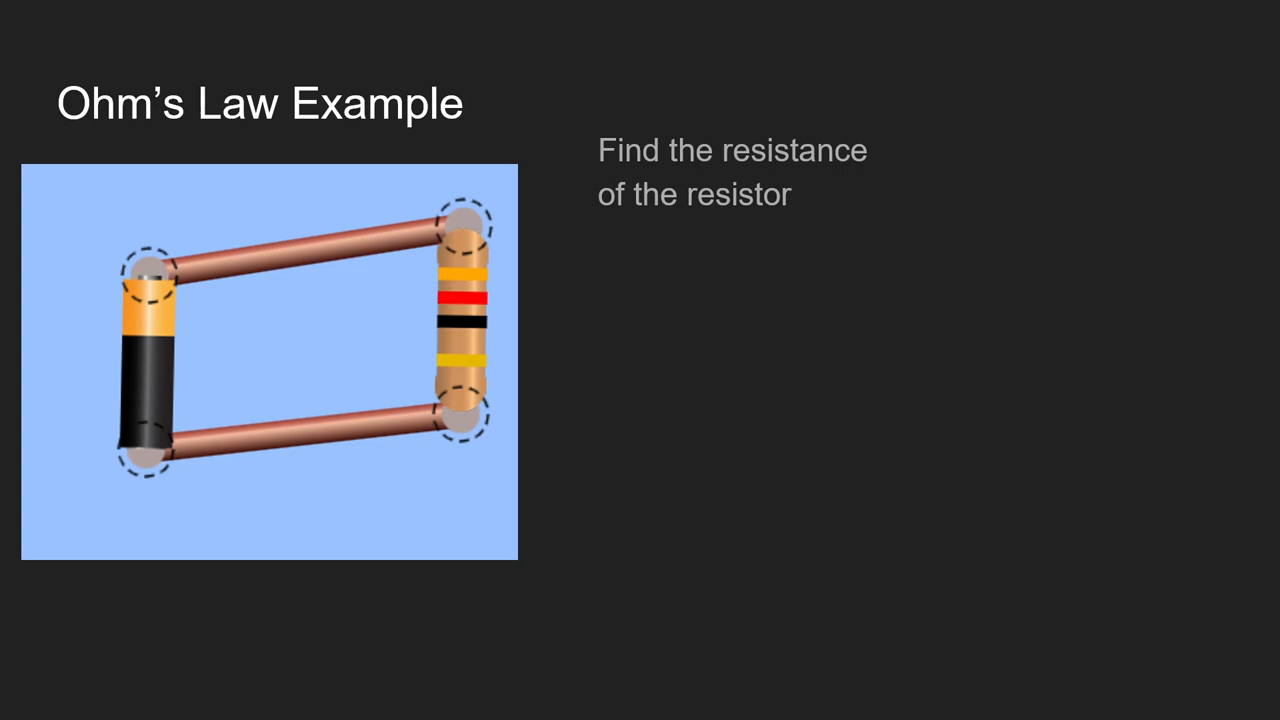 Ohm’s Law Example
Find the resistance
of the resistor